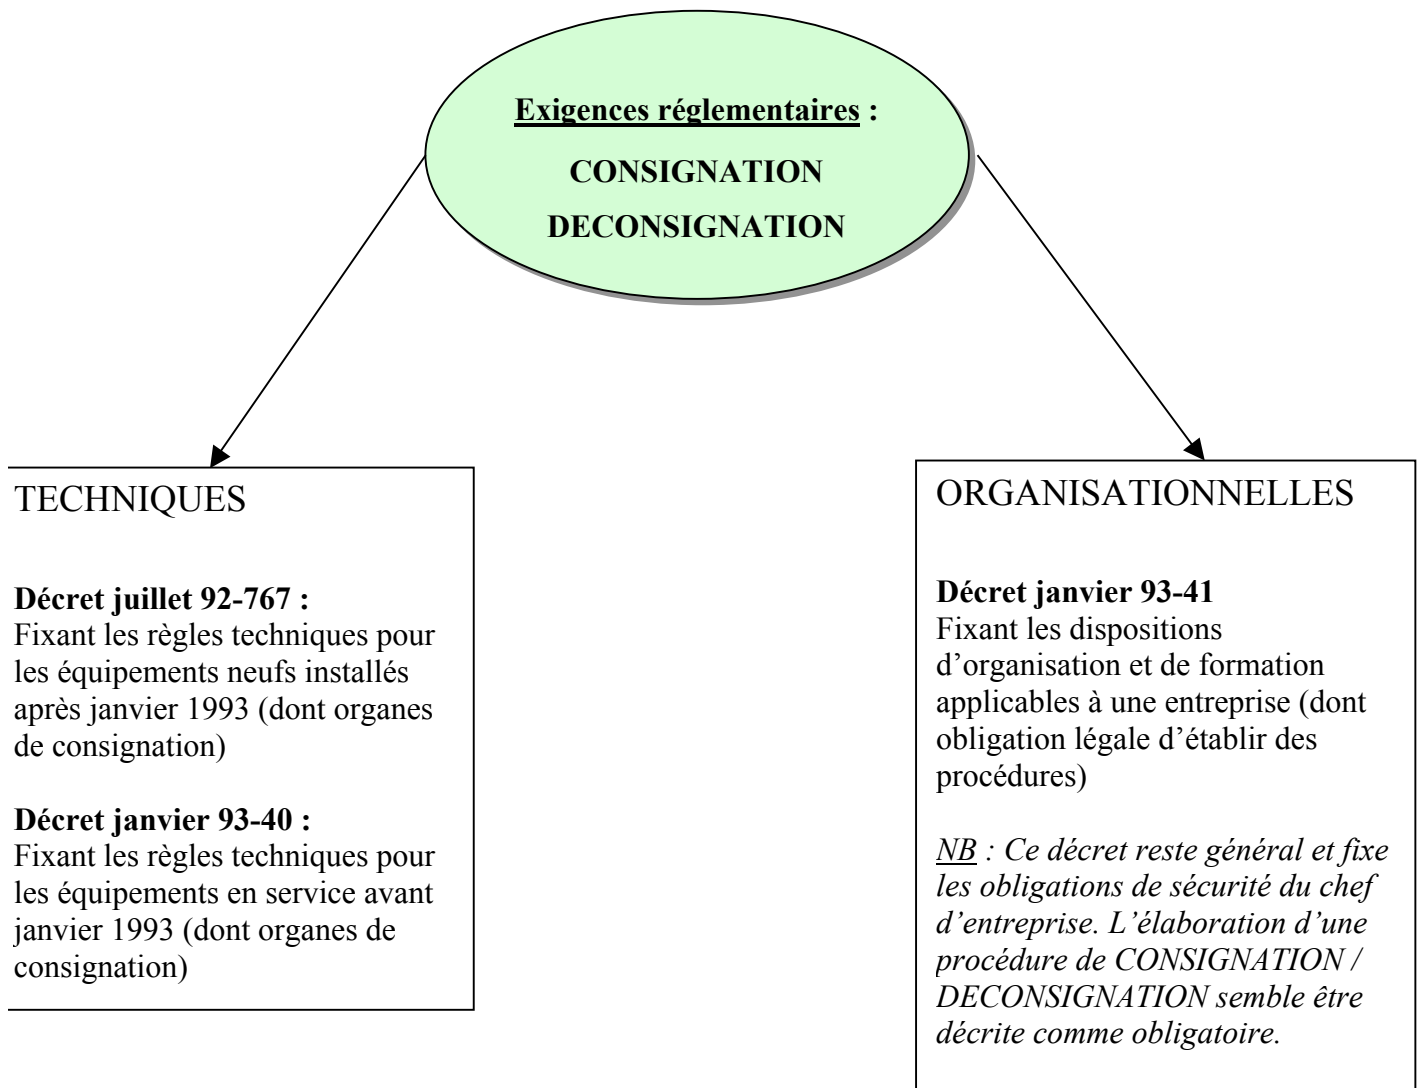 Exigences réglementaires :
CONSIGNATION
DECONSIGNATION
TECHNIQUES
Décret juillet 92-767 :
Fixant les règles techniques pour
les équipements neufs installés
après janvier 1993 (dont organes
de consignation)
Décret janvier 93-40 :
Fixant les règles techniques pour
les équipements en service avant
janvier 1993 (dont organes de
consignation)
ORGANISATIONNELLES
Décret janvier 93-41
Fixant les dispositions
d’organisation et de formation
applicables à une entreprise (dont
obligation légale d’établir des
procédures)
NB : Ce décret reste général et fixe
les obligations de sécurité du chef
d’entreprise. L’élaboration d’une
procédure de CONSIGNATION /
DECONSIGNATION semble être
décrite comme obligatoire.